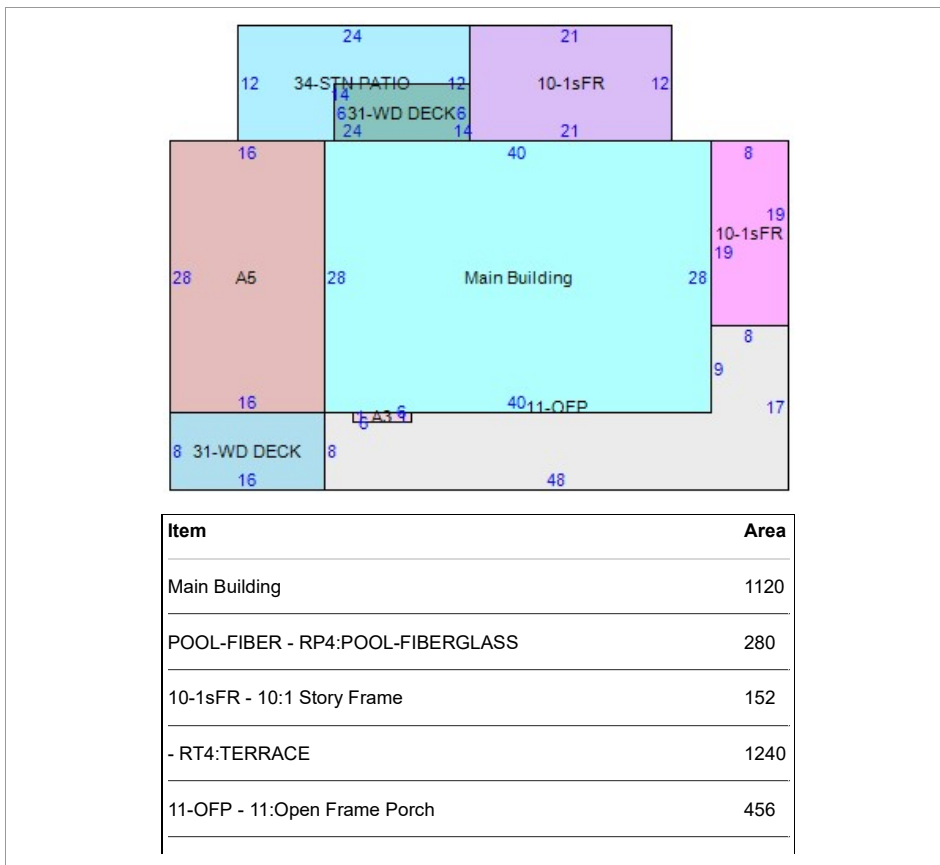 24 21
12 34-STN PATIO 12 10-1sFR 12
14
6 31-WD DECK 6
24 14 21
16 40 8
19
10-1sFR
19
28 A5 28 Main Building 28
8
9
16 40 11-OFP 17
A3 6
6
8 31-WD DECK 8
16 48
Item Area
Main Building 1120
POOL-FIBER - RP4:POOL-FIBERGLASS 280
10-1sFR - 10:1 Story Frame 152
- RT4:TERRACE 1240
11-OFP - 11:Open Frame Porch 456